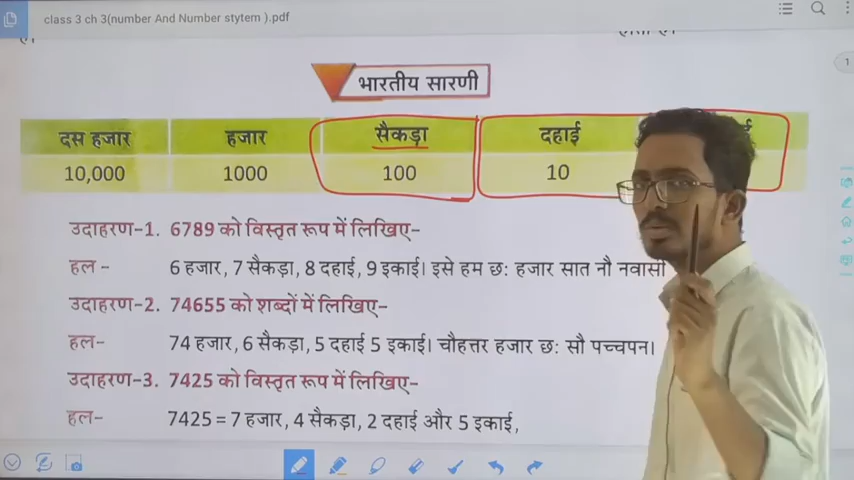 class 3 ch 3(number And Number stytem ).pdf
1
भारतीय सारणी
दस हजार हजार सैकड़ा दहाई
10,000 1000 100 10
उदाहरण-1. 6789 को विस्तृत रूप में लिखिए-
हल - 6 हजार, 7 सैकड़ा, 8 दहाई, 9 इकाई। इसे हम छ: हजार सात नौ नवासी
उदाहरण-2. 74655 को शब्दों में लिखिए-
हल- 74 हजार, 6 सैकड़ा, 5 दहाई 5 इकाई। चौहत्तर हजार छ: सौ पच्चपन।
उदाहरण-3. 7425 को विस्तृत रूप में लिखिए-
हल- 7425 = 7 हजार, 4 सैकड़ा, 2 दहाई और 5 इकाई,